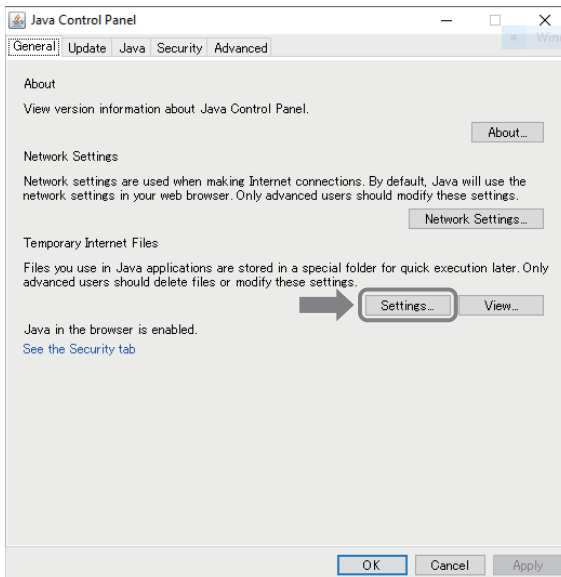 Java Control Panel
Win
General Update Java Security Advanced
About
View version information about Java Control Panel.
About...
Network Settings
Network settings are used when making Internet connections. By default, Java will use the
network settings in your web browser. Only advanced users should modify these settings.
Network Settings...
Temporary Internet Files
Files you use in Java applications are stored in a special folder for quick execution later. Only
advanced users should delete files or modify these settings.
Settings... View...
Java in the browser is enabled.
See the Security tab
OK Cancel Apply